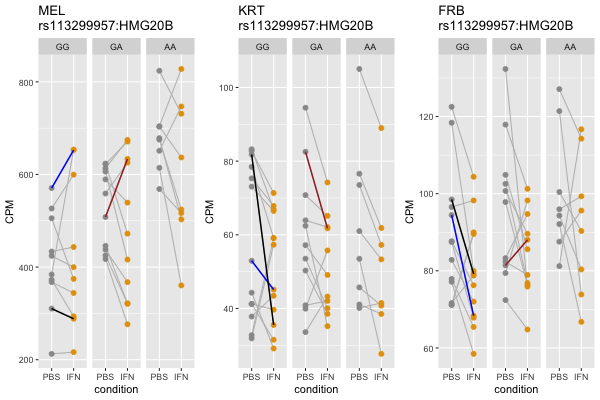 MEL
rs113299957:HMG20B
GG GA AA
800
600
400
200
CPM
PBS IFN PBS IFN PBS IFN
condition
KRT
rs113299957:HMG20B
GG GA AA
100
80
60
40
CPM
PBS IFN PBS IFN PBS IFN
condition
FRB
rs113299957:HMG20B
GG GA AA
120
100
80
60
CPM
PBS IFN PBS IFN PBS IFN
condition